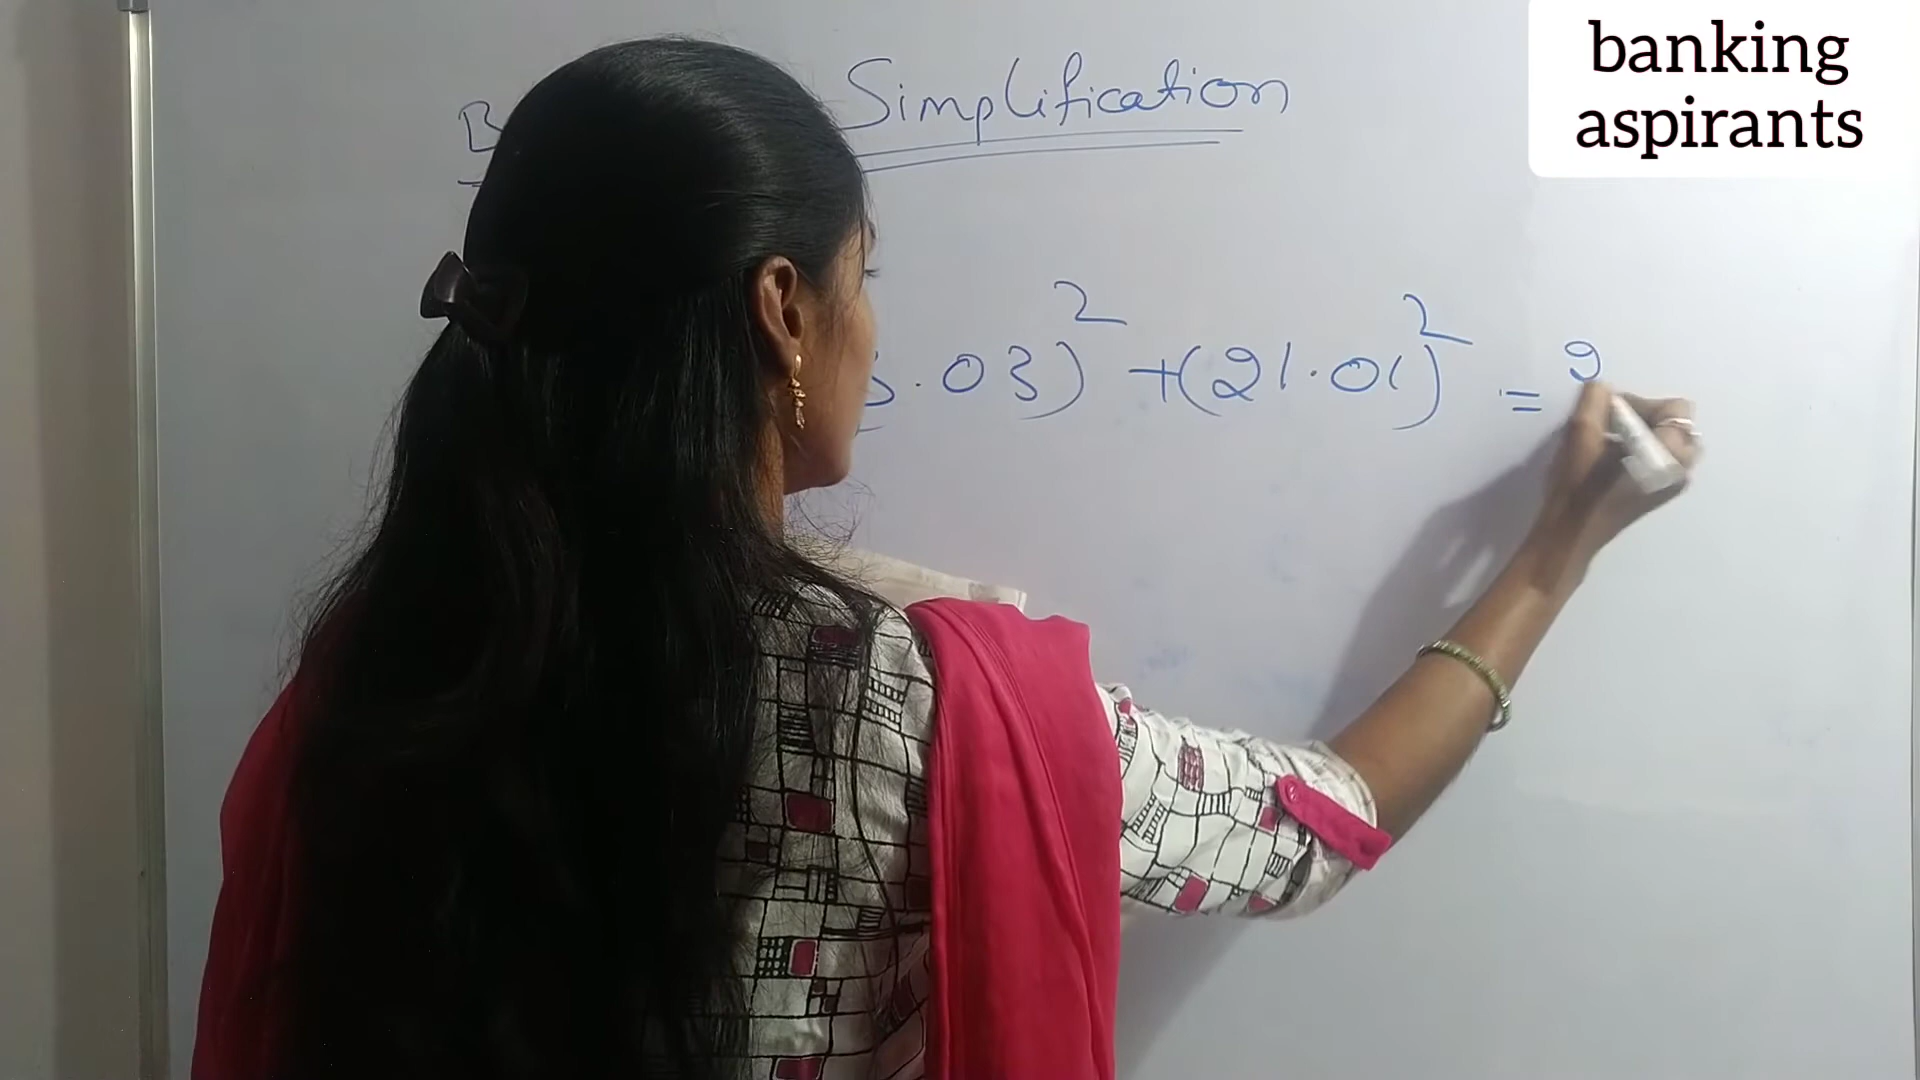 banking
aspirants
Simplification
.03)² + (21.01)² =